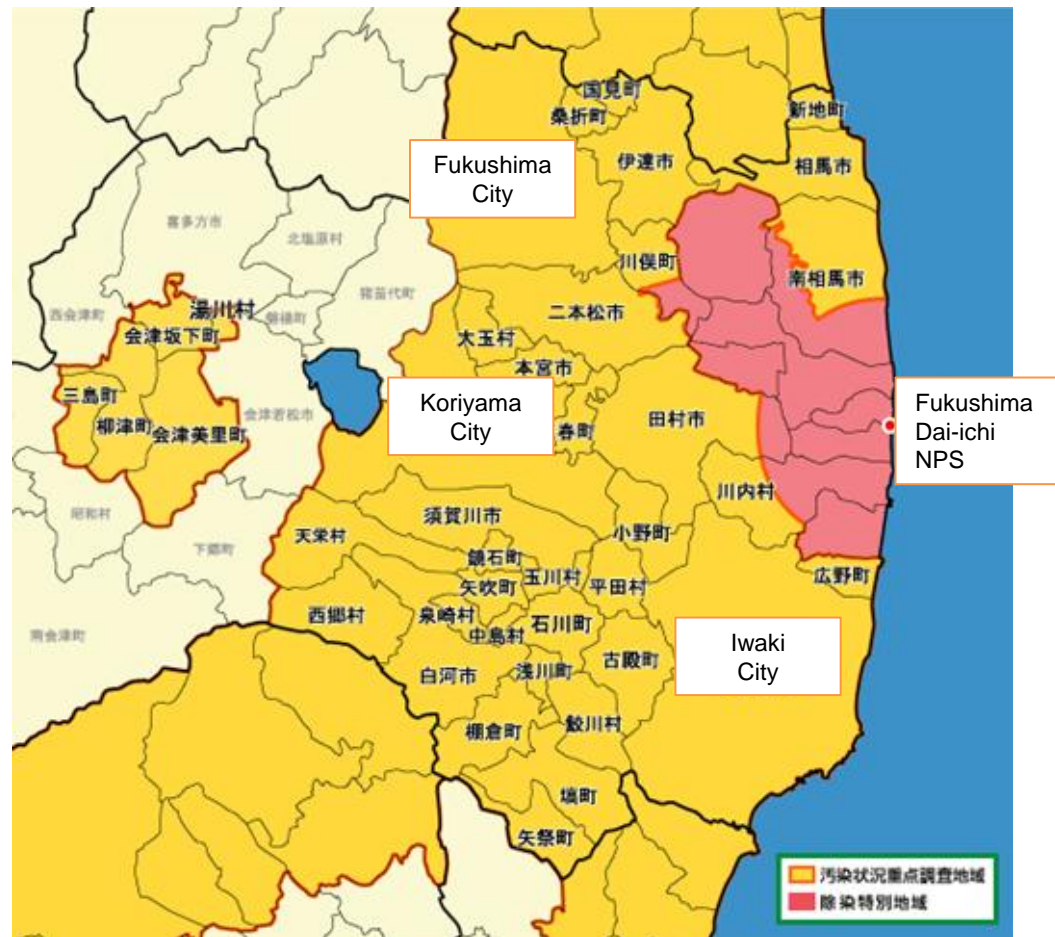 国見町
桑折町
新地町
Fukushima
City
伊達市
相馬市
喜多方市
北塩原村
川俣町
南相馬市
猪苗代町
西会津町
湯川村
磐梯町
会津坂下町
二本松市
大玉村
本宮市
三島町
柳津町
会津美里町
会津若松市
Koriyama
City
春町
田村市
Fukushima
Dai-ichi
NPS
川内村
昭和村
下郷町
天栄村
須賀川市
小野町
鏡石町
玉川村
平田村
広野町
矢吹町
西郷村
泉崎村
中島村
石川町
南会津町
Iwaki
City
白河市
浅川町
古殿町
棚倉町
鮫川村
塙町
矢祭町
汚染状況重点調査地域
除染特別地域